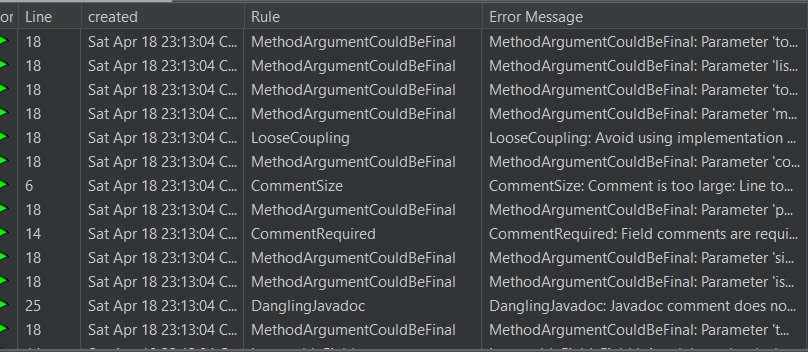 or Line created Rule Error Message
18 Sat Apr 18 23:13:04 C... MethodArgumentCouldBeFinal MethodArgumentCouldBeFinal: Parameter 'to...
18 Sat Apr 18 23:13:04 C... MethodArgumentCouldBeFinal MethodArgumentCouldBeFinal: Parameter 'lis...
18 Sat Apr 18 23:13:04 C... MethodArgumentCouldBeFinal MethodArgumentCouldBeFinal: Parameter 'to...
18 Sat Apr 18 23:13:04 C... MethodArgumentCouldBeFinal MethodArgumentCouldBeFinal: Parameter 'm...
18 Sat Apr 18 23:13:04 C... LooseCoupling LooseCoupling: Avoid using implementation ...
18 Sat Apr 18 23:13:04 C... MethodArgumentCouldBeFinal MethodArgumentCouldBeFinal: Parameter 'co...
6 Sat Apr 18 23:13:04 C... CommentSize CommentSize: Comment is too large: Line to...
18 Sat Apr 18 23:13:04 C... MethodArgumentCouldBeFinal MethodArgumentCouldBeFinal: Parameter 'p...
14 Sat Apr 18 23:13:04 C... CommentRequired CommentRequired: Field comments are requi...
18 Sat Apr 18 23:13:04 C... MethodArgumentCouldBeFinal MethodArgumentCouldBeFinal: Parameter 'si...
18 Sat Apr 18 23:13:04 C... MethodArgumentCouldBeFinal MethodArgumentCouldBeFinal: Parameter 'is...
25 Sat Apr 18 23:13:04 C... DanglingJavadoc DanglingJavadoc: Javadoc comment does no...
18 Sat Apr 18 23:13:04 C... MethodArgumentCouldBeFinal MethodArgumentCouldBeFinal: Parameter 't...